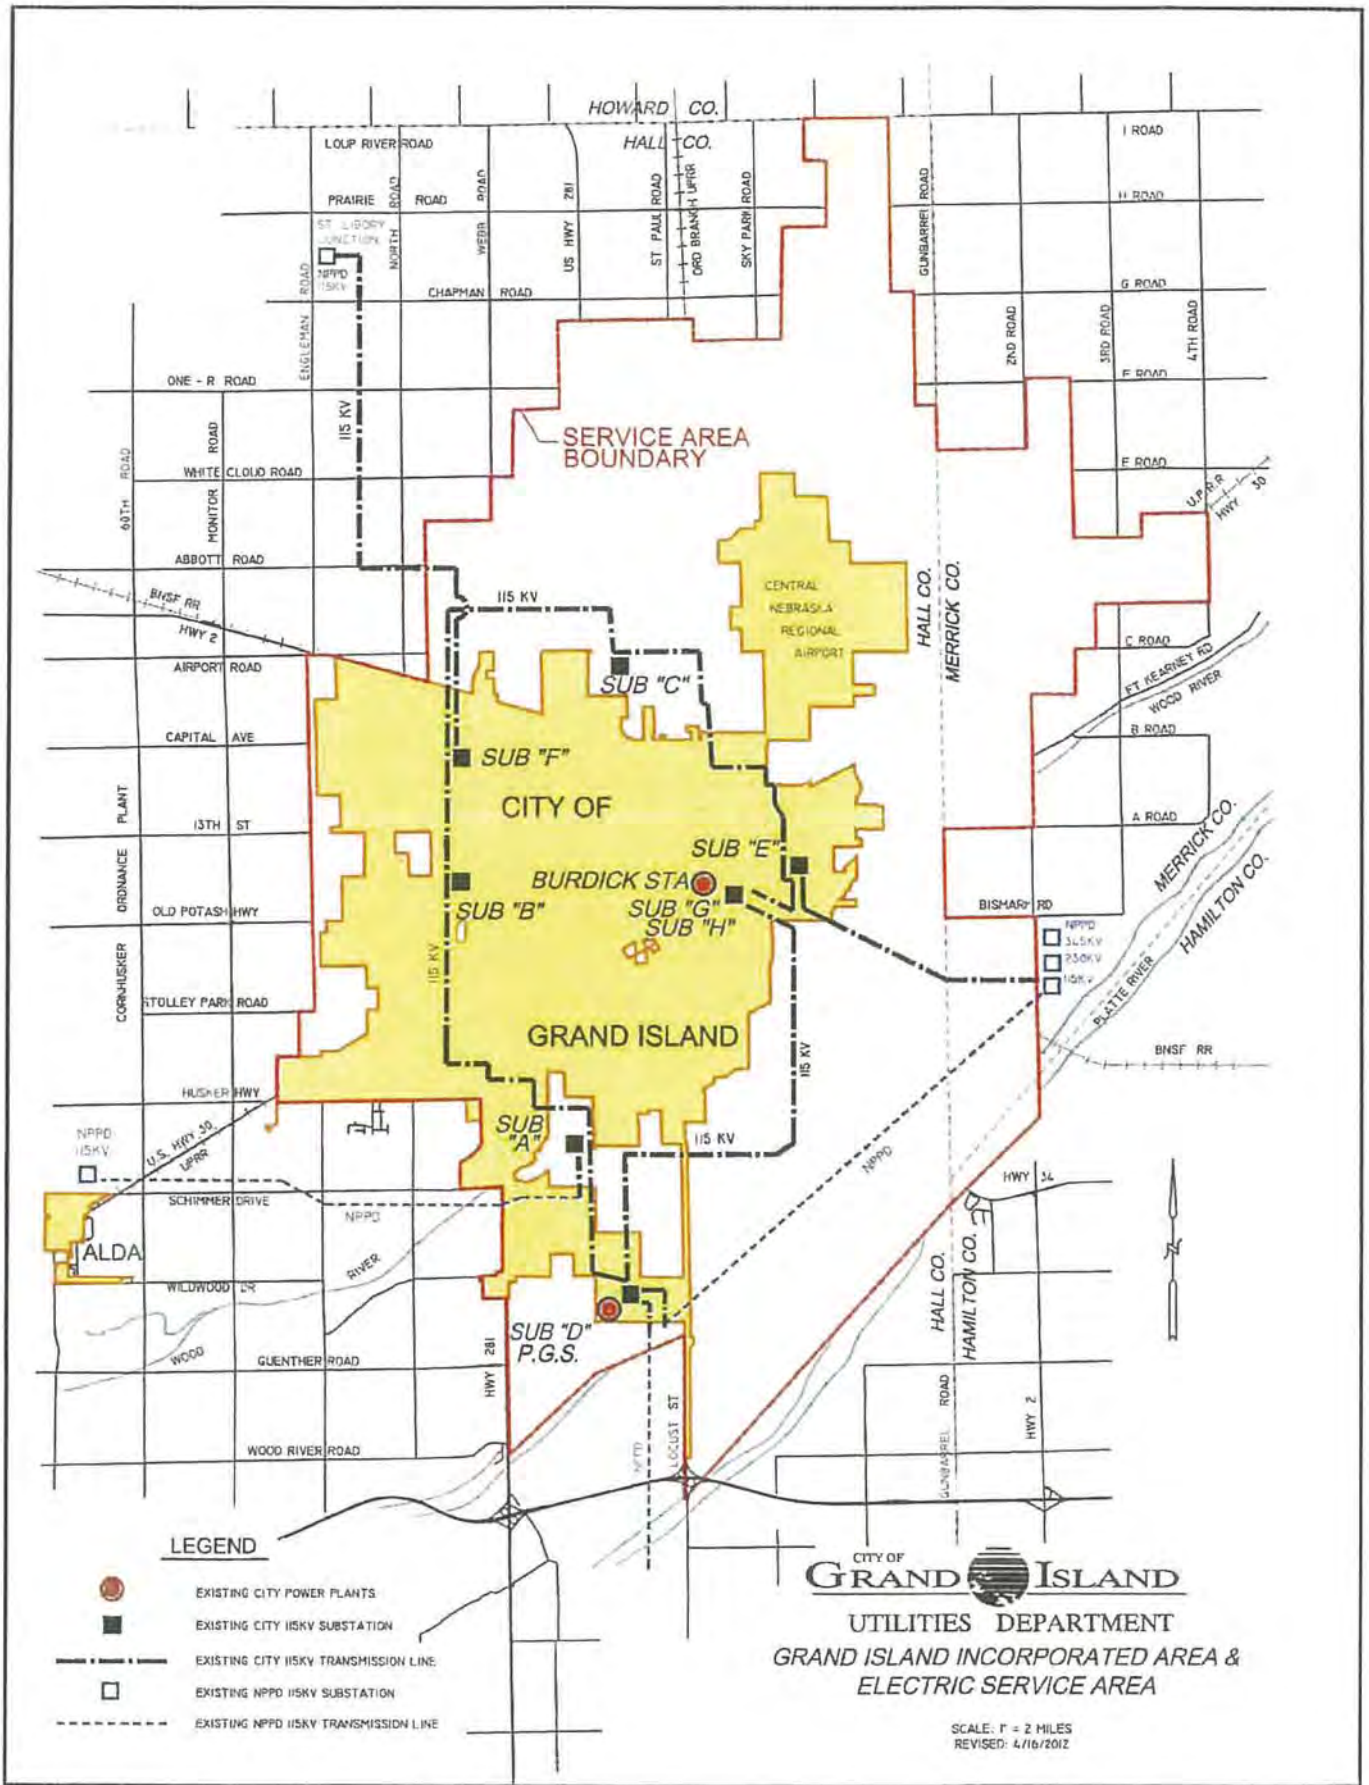 HOWARD CO.
HALL CO.
LOUP RIVER ROAD
I ROAD
PRAIRIE ROAD
H ROAD
ST. LIBORY
JUNCTION
NPPD
115KV
ENGLEMAN ROAD
NORTH ROAD
WEBB ROAD
US HWY 281
ST PAUL ROAD
ORD BRANCH UPRR
SKY PARK ROAD
GUNBARREL ROAD
CHAPMAN ROAD
G ROAD
2ND ROAD
3RD ROAD
4TH ROAD
ONE - R ROAD
F ROAD
115 KV
SERVICE AREA
BOUNDARY
60TH ROAD
MONITOR ROAD
WHITE CLOUD ROAD
E ROAD
U.P.R.R
HWY 30
ABBOTT ROAD
BNSF RR
HWY 2
115 KV
CENTRAL
NEBRASKA
REGIONAL
AIRPORT
HALL CO.
MERRICK CO.
AIRPORT ROAD
C ROAD
FT KEARNEY RD
WOOD RIVER
SUB "C"
CAPITAL AVE
B ROAD
SUB "F"
CITY OF
CORNHUSKER ORDNANCE PLANT
13TH ST
A ROAD
MERRICK CO.
HAMILTON CO.
SUB "E"
BURDICK STA
SUB "B"
SUB "G"
SUB "H"
OLD POTASH HWY
BISMARK RD
NPPD
345KV
230KV
115KV
115 KV
STOLLEY PARK ROAD
PLATTE RIVER
GRAND ISLAND
BNSF RR
115 KV
HUSKER HWY
NPPD
115KV
U.S. HWY 30
UPRR
SUB
"A"
115 KV
NPPD
HWY 34
SCHIMMER DRIVE
NPPD
ALDA
RIVER
WILDWOOD DR
HALL CO.
HAMILTON CO.
SUB "D"
P.G.S.
WOOD
GUENTHER ROAD
HWY 281
LOCUST ST
NPPD
GUNBARREL ROAD
HWY 2
WOOD RIVER ROAD
LEGEND
EXISTING CITY POWER PLANTS
EXISTING CITY 115KV SUBSTATION
EXISTING CITY 115KV TRANSMISSION LINE
EXISTING NPPD 115KV SUBSTATION
EXISTING NPPD 115KV TRANSMISSION LINE
CITY OF
GRAND ISLAND
UTILITIES DEPARTMENT
GRAND ISLAND INCORPORATED AREA &
ELECTRIC SERVICE AREA
SCALE: 1" = 2 MILES
REVISED: 4/16/2012